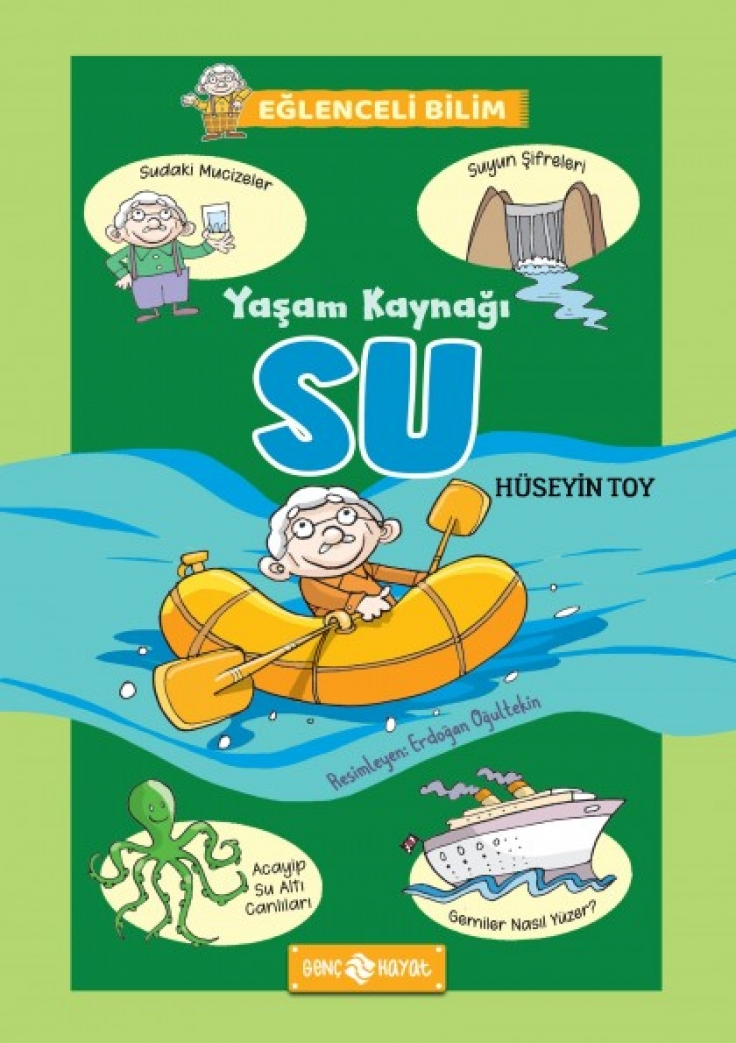 EĞLENCELİ BİLİM
Sudaki Mucizeler
Suyun Şifreleri
Yaşam Kaynağı
SU
HÜSEYİN TOY
Resimleyen: Erdoğan Oğultekin
Acayip
Su Altı
Canlıları
Gemiler Nasıl Yüzer?
GENÇ HAYAT